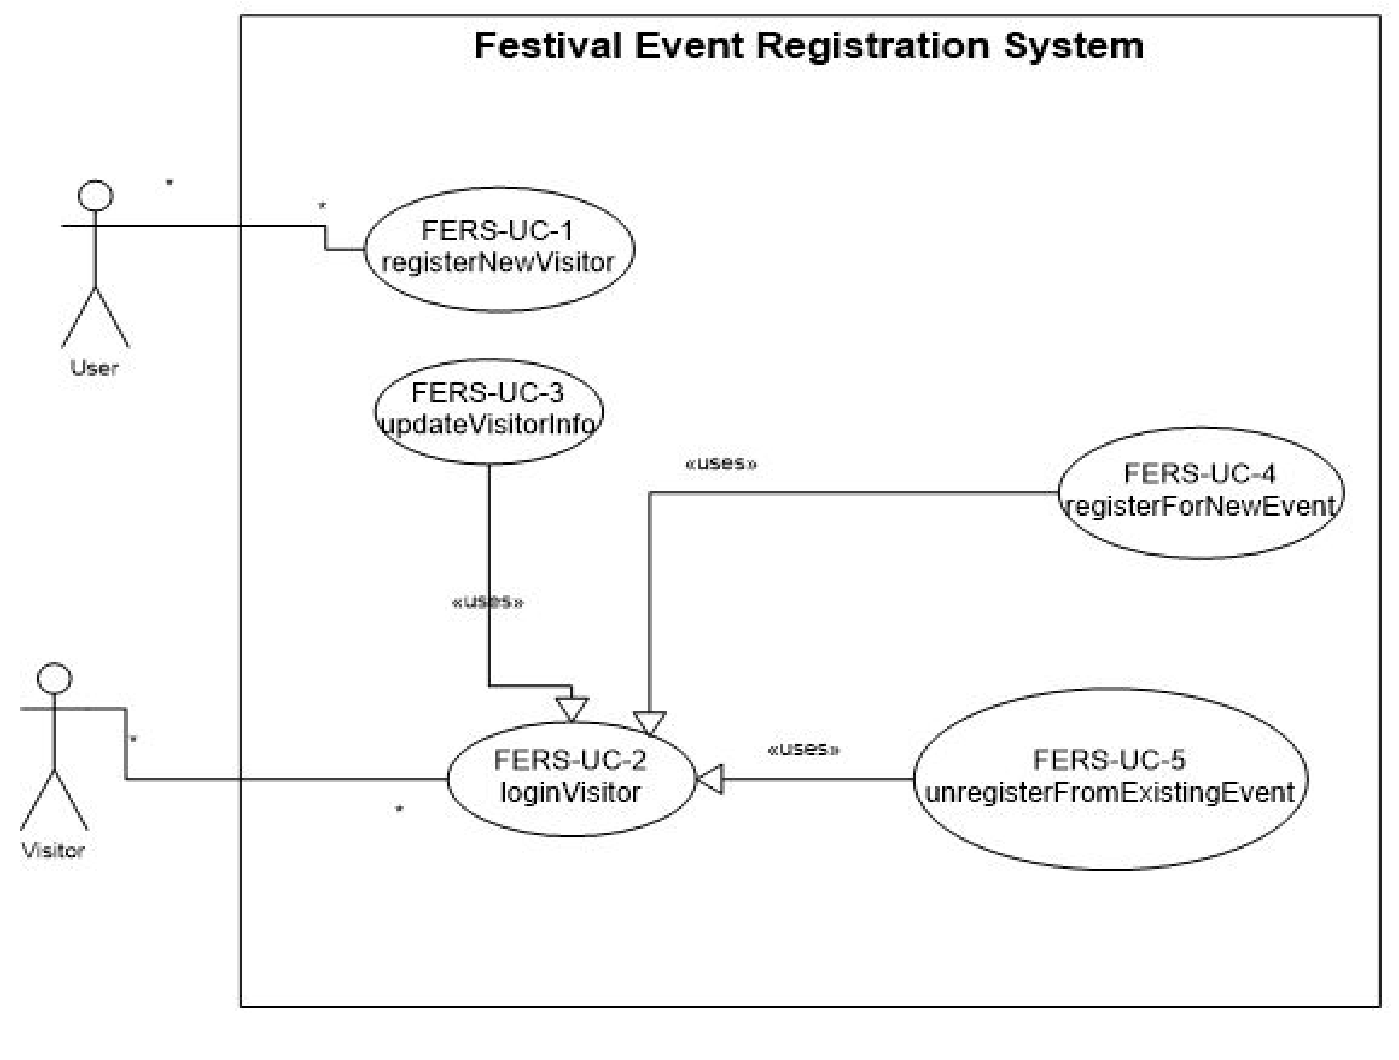 Festival Event Registration System
*
*
FERS-UC-1
registerNewVisitor
User
FERS-UC-3
updateVisitorInfo
«uses»
FERS-UC-4
registerForNewEvent
«uses»
*
«uses»
FERS-UC-2
loginVisitor
FERS-UC-5
unregisterFromExistingEvent
*
Visitor